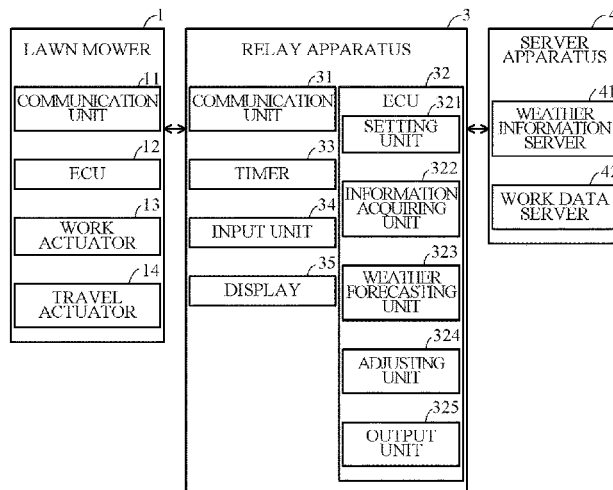 1
LAWN MOWER
11
COMMUNICATION
UNIT
12
ECU
13
WORK
ACTUATOR
14
TRAVEL
ACTUATOR
3
RELAY APPARATUS
31
COMMUNICATION
UNIT
33
TIMER
34
INPUT UNIT
35
DISPLAY
32
ECU
321
SETTING
UNIT
322
INFORMATION
ACQUIRING
UNIT
323
WEATHER
FORECASTING
UNIT
324
ADJUSTING
UNIT
325
OUTPUT
UNIT
4
SERVER
APPARATUS
41
WEATHER
INFORMATION
SERVER
42
WORK DATA
SERVER